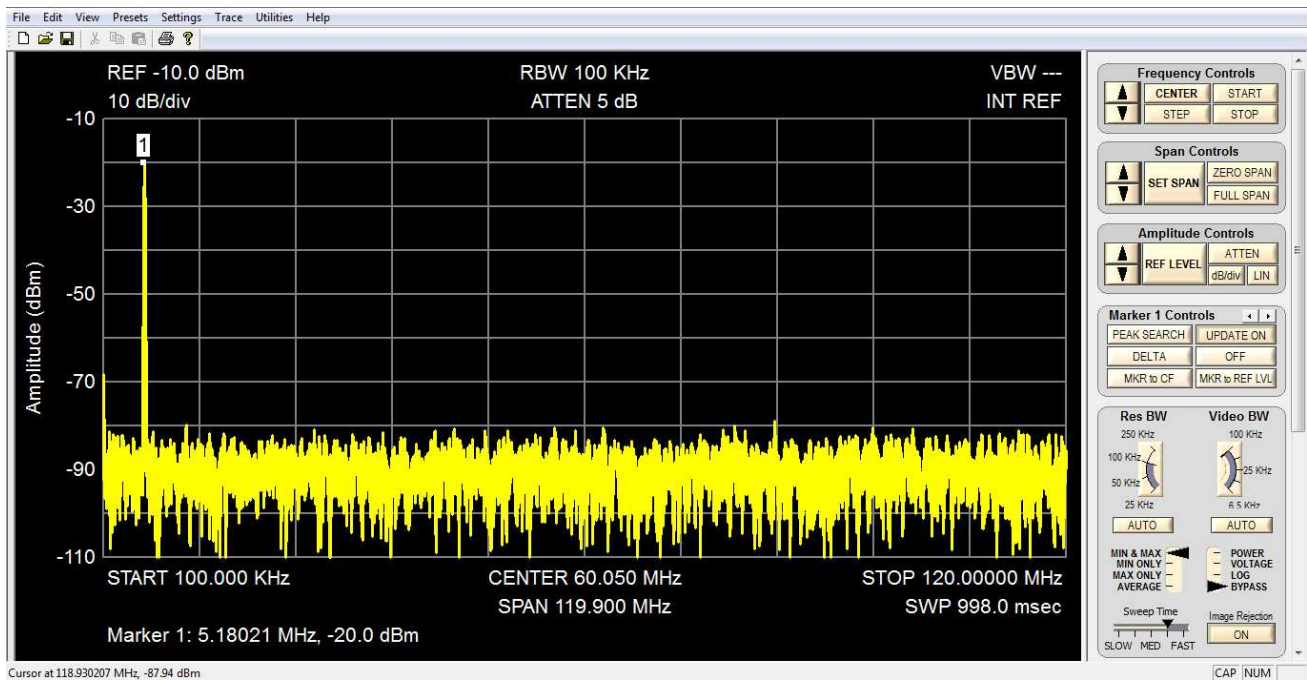 File Edit View Presets Settings Trace Utilities Help
REF -10.0 dBm RBW 100 KHz VBW ---
10 dB/div ATTEN 5 dB INT REF
-10
1
-30
-50
-70
-90
-110
Amplitude (dBm)
START 100.000 KHz CENTER 60.050 MHz STOP 120.00000 MHz
SPAN 119.900 MHz SWP 998.0 msec
Marker 1: 5.18021 MHz, -20.0 dBm
Frequency Controls
CENTER START
STEP STOP
Span Controls
SET SPAN
ZERO SPAN
FULL SPAN
Amplitude Controls
REF LEVEL
ATTEN
dB/div LIN
Marker 1 Controls
PEAK SEARCH UPDATE ON
DELTA OFF
MKR to CF MKR to REF LVL
Res BW Video BW
250 KHz 100 KHz
100 KHz
25 KHz
50 KHz
25 KHz 6.5 KHz
AUTO AUTO
MIN & MAX POWER
MIN ONLY VOLTAGE
MAX ONLY LOG
AVERAGE BYPASS
Sweep Time Image Rejection
ON
SLOW MED FAST
Cursor at 118.930207 MHz, -87.94 dBm CAP NUM